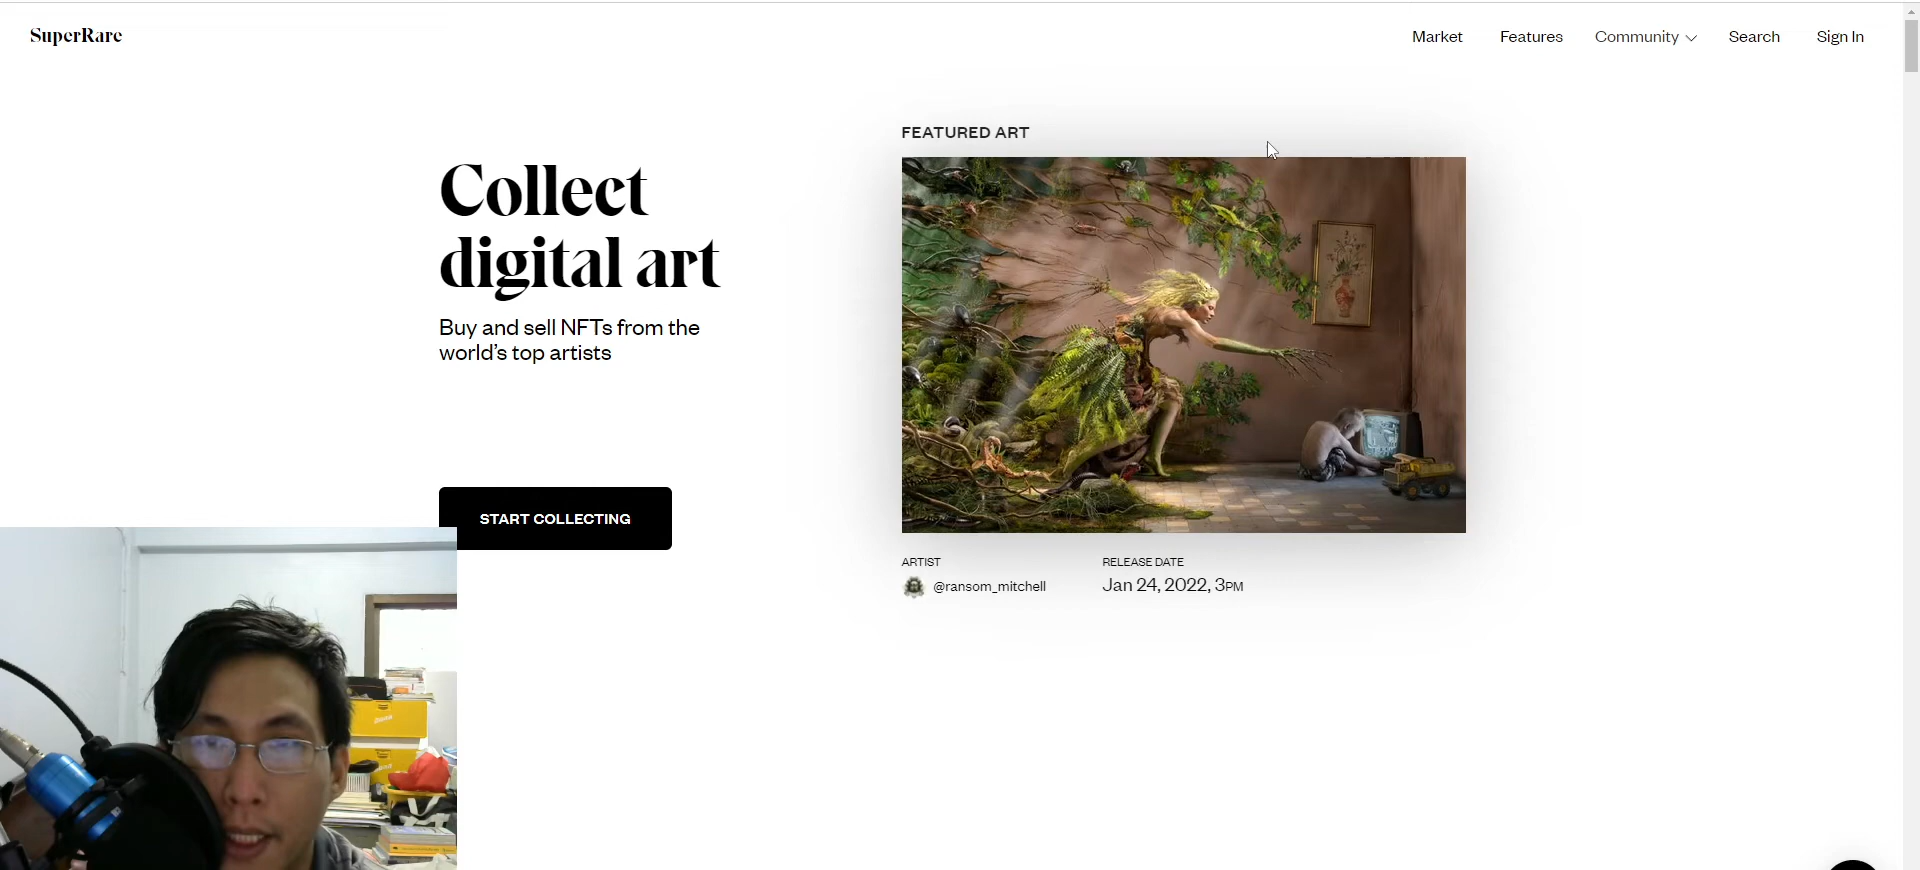 SuperRare
Market Features Community Search Sign In
FEATURED ART
Collect
digital art
Buy and sell NFTs from the
world's top artists
START COLLECTING
ARTIST
RELEASE DATE
@ransom_mitchell
Jan 24, 2022, 3PM